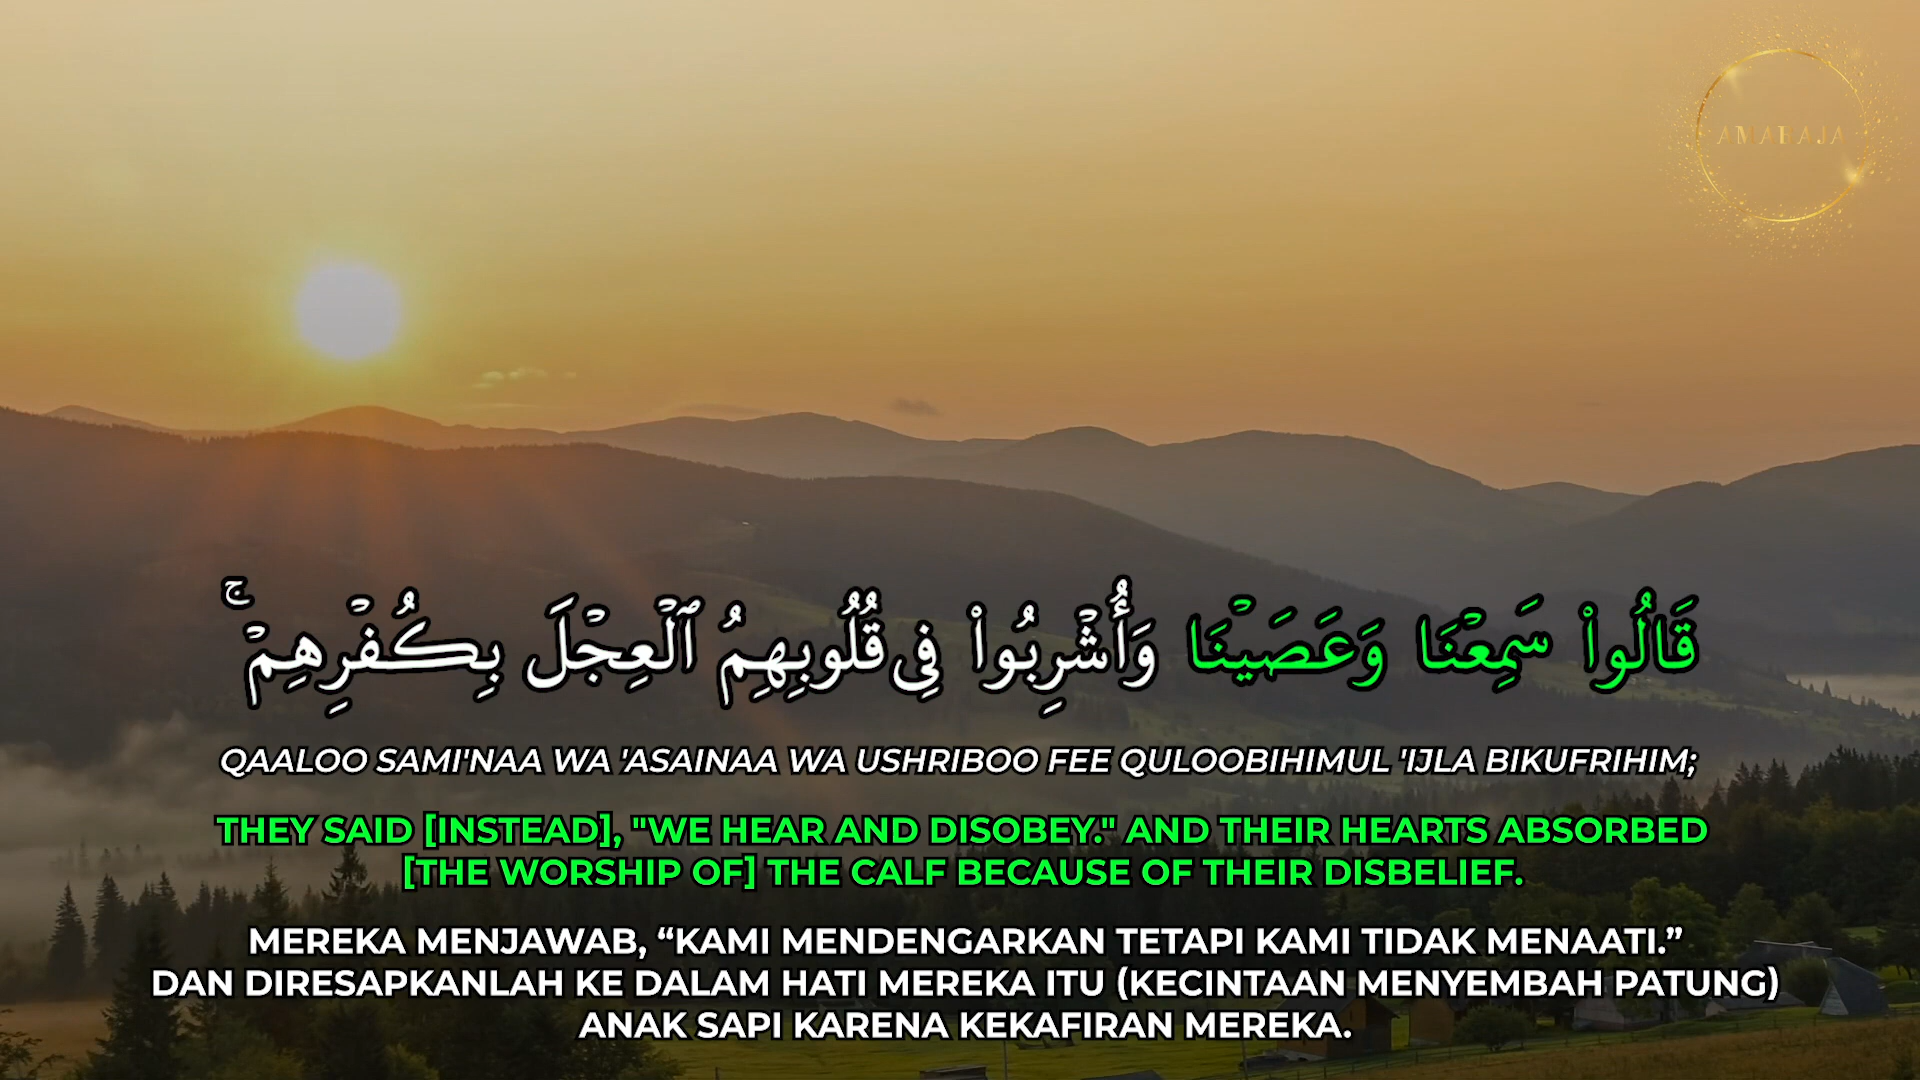 AMABAJA
قَالُوا۟ سَمِعْنَا وَعَصَيْنَا وَأُشْرِبُوا۟ فِى قُلُوبِهِمُ ٱلْعِجْلَ بِكُفْرِهِمْ ۚ
QAALOO SAMI'NAA WA 'ASAINAA WA USHRIBOO FEE QULOOBIHIMUL 'IJLA BIKUFRIHIM;
THEY SAID [INSTEAD], "WE HEAR AND DISOBEY." AND THEIR HEARTS ABSORBED
[THE WORSHIP OF] THE CALF BECAUSE OF THEIR DISBELIEF.
MEREKA MENJAWAB, “KAMI MENDENGARKAN TETAPI KAMI TIDAK MENAATI.”
DAN DIRESAPKANLAH KE DALAM HATI MEREKA ITU (KECINTAAN MENYEMBAH PATUNG)
ANAK SAPI KARENA KEKAFIRAN MEREKA.